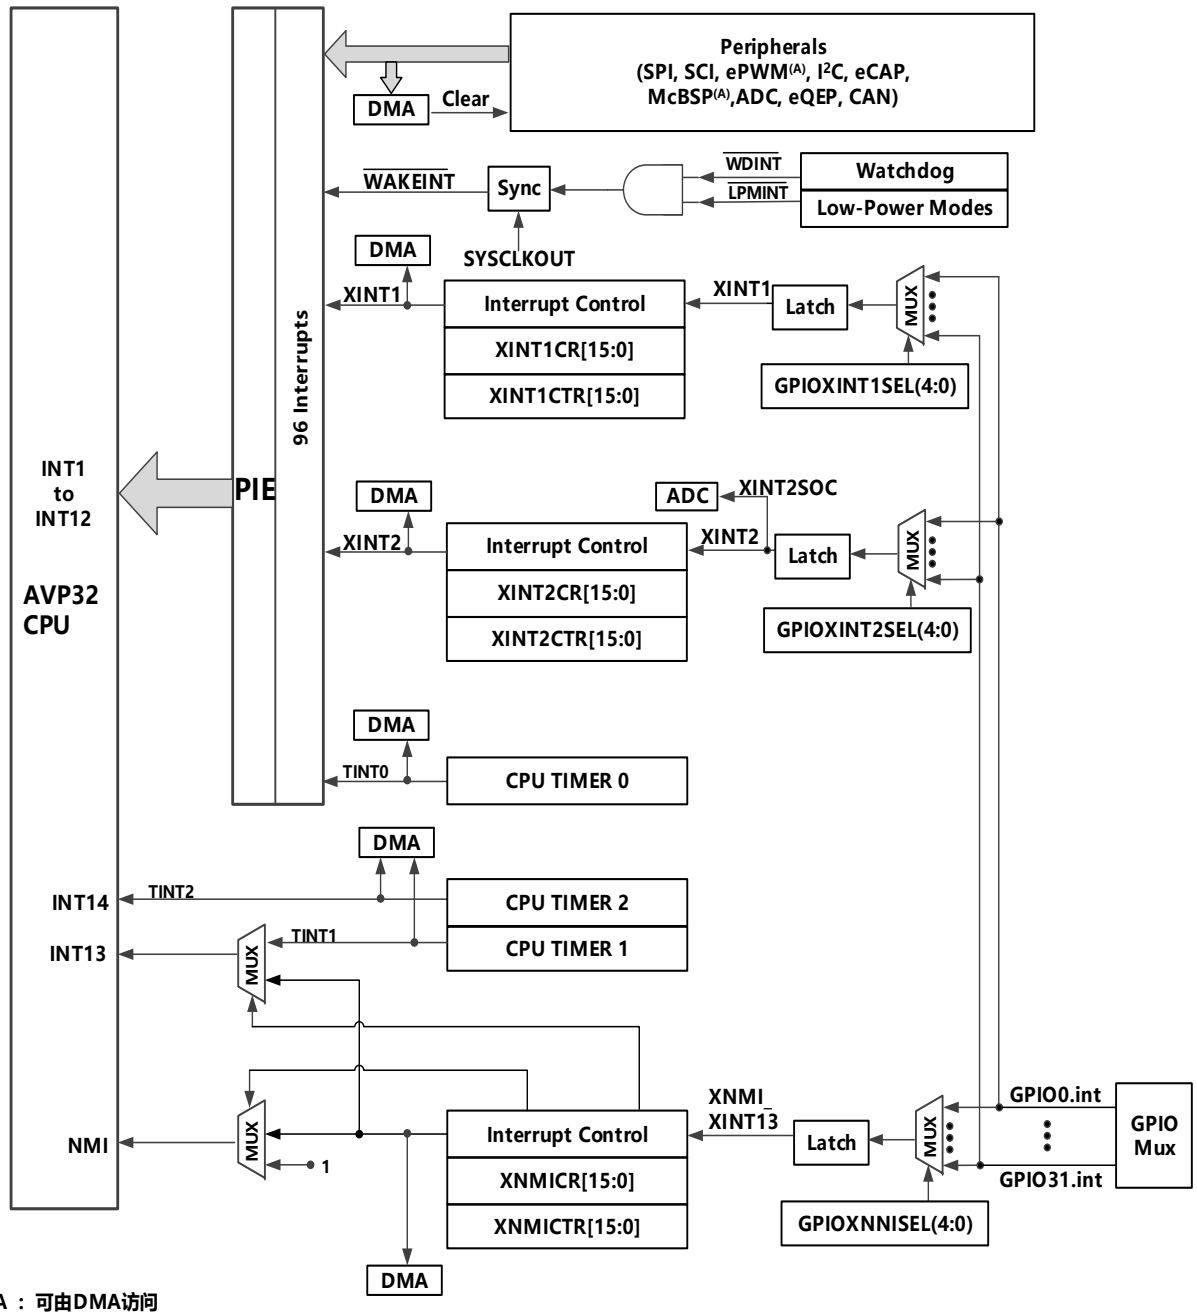 Peripherals
(SPI, SCI, ePWM(A), I2C, eCAP,
McBSP(A),ADC, eQEP, CAN)
DMA
Clear
WDINT
Watchdog
WAKEINT
Sync
LPMINT
Low-Power Modes
SYSCLKOUT
DMA
XINT1
Interrupt Control
XINT1
Latch
MUX
XINT1CR[15:0]
XINT1CTR[15:0]
GPIOXINT1SEL(4:0)
96 Interrupts
INT1
to
INT12
PIE
DMA
ADC
XINT2SOC
XINT2
Interrupt Control
XINT2
Latch
MUX
AVP32
CPU
XINT2CR[15:0]
XINT2CTR[15:0]
GPIOXINT2SEL(4:0)
DMA
TINT0
CPU TIMER 0
DMA
INT14
TINT2
CPU TIMER 2
INT13
MUX
TINT1
CPU TIMER 1
NMI
MUX
1
Interrupt Control
XNMICR[15:0]
XNMICTR[15:0]
XNMI_
XINT13
Latch
MUX
GPIO0.int
GPIO31.int
GPIO
Mux
GPIOXNNISEL(4:0)
DMA
A : 可由DMA访问